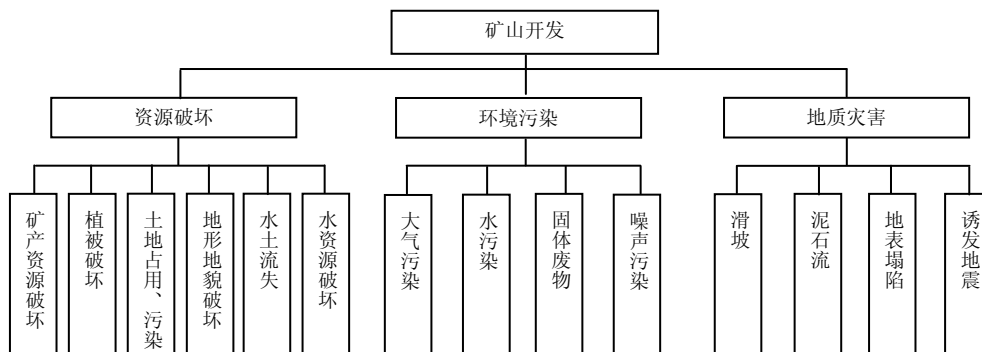 矿山开发
资源破坏
环境污染
地质灾害
矿产资源破坏
植被破坏
土地占用、污染
地形地貌破坏
水土流失
水资源破坏
大气污染
水污染
固体废物
噪声污染
滑坡
泥石流
地表塌陷
诱发地震